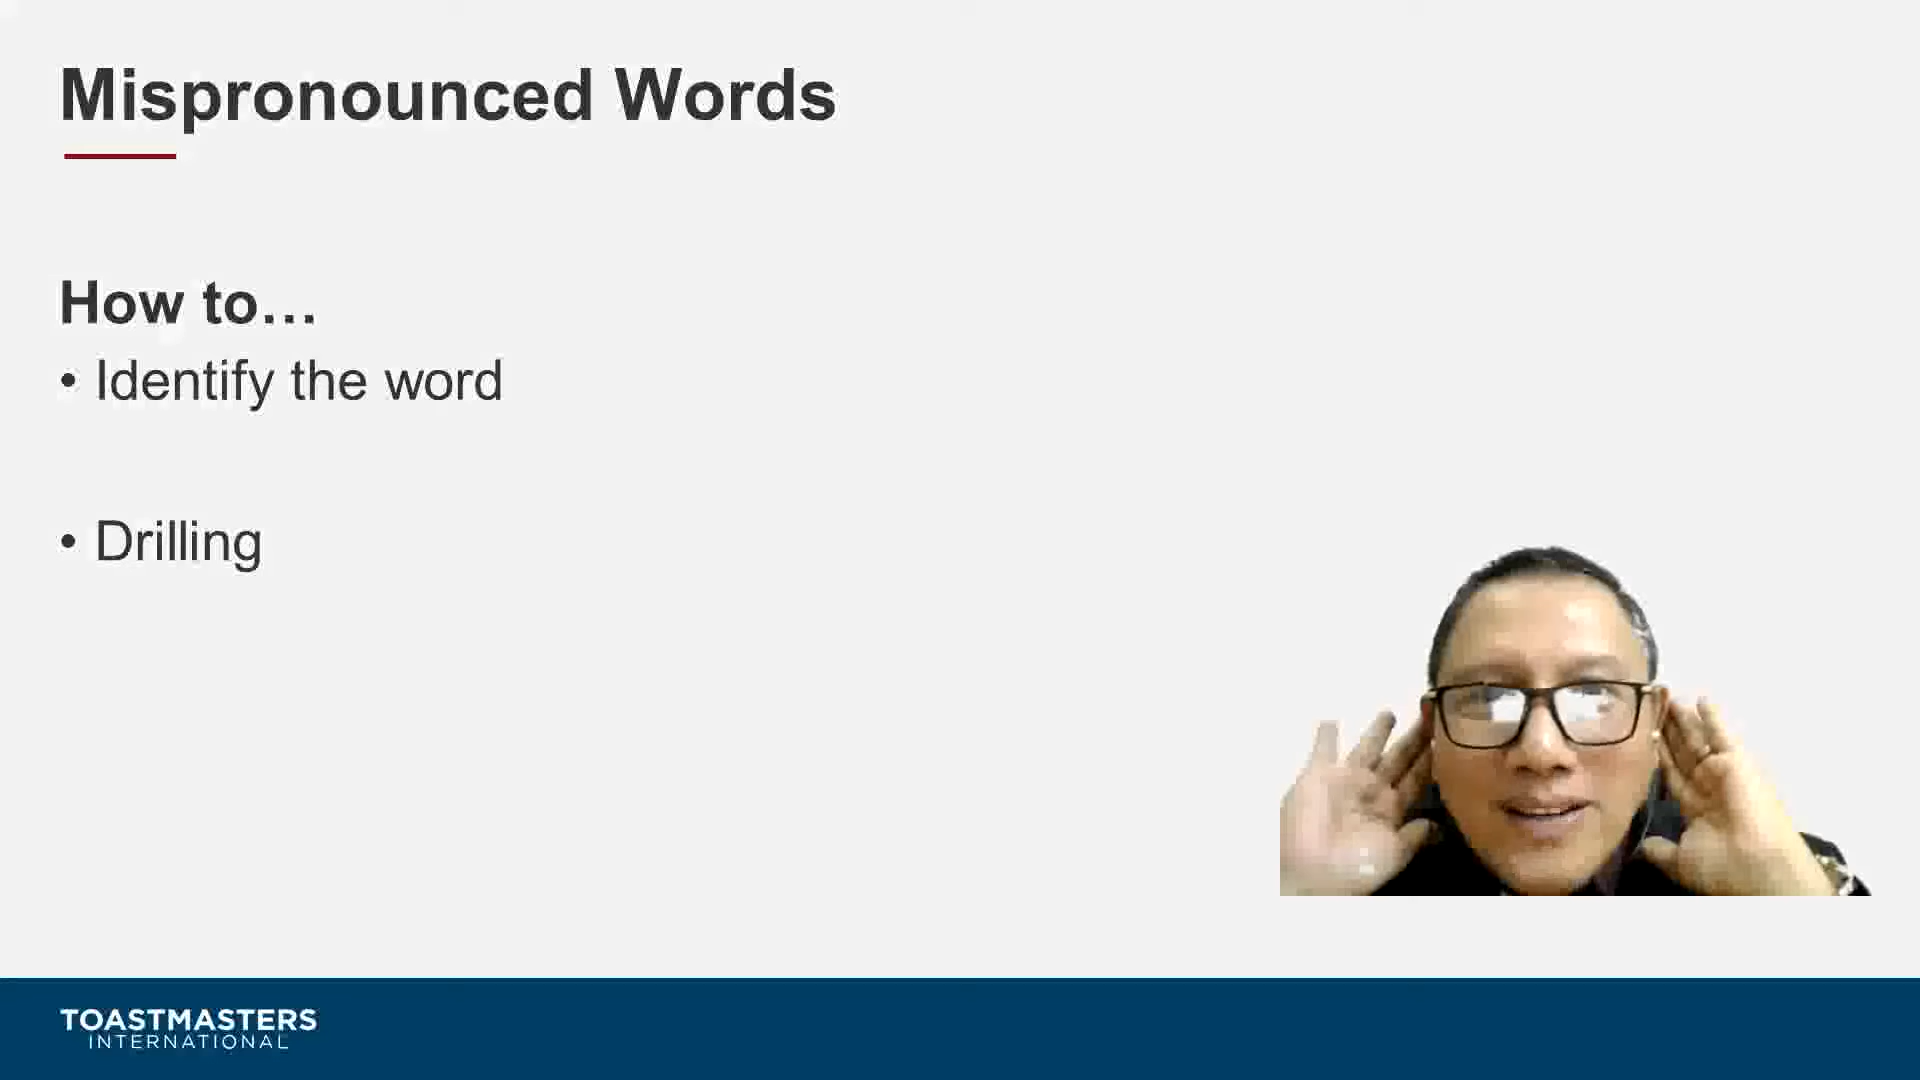 Mispronounced Words
How to…
• Identify the word
• Drilling
TOASTMASTERS
INTERNATIONAL